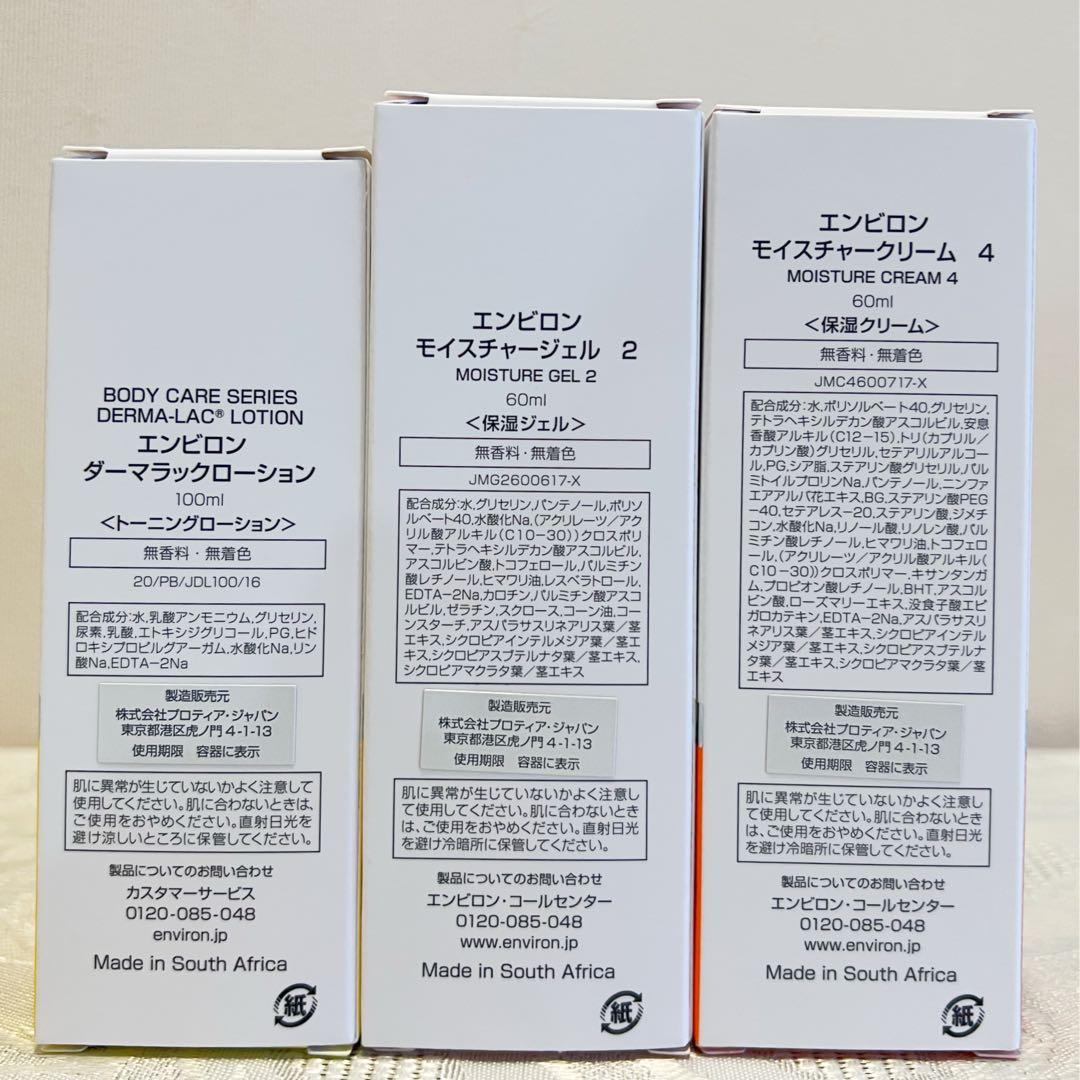 BODY CARE SERIES
DERMA-LAC® LOTION
エンビロン
ダーマラックローション
100ml
＜トーニングローション＞
無香料・無着色
20/PB/JDL100/16
配合成分:水,乳酸アンモニウム,グリセリン,
尿素,乳酸,エトキシジグリコール,PG,ヒド
ロキシプロピルグアーガム,水酸化Na,リン
酸Na,EDTA-2Na
製造販売元
株式会社プロティア・ジャパン
東京都港区虎ノ門 4-1-13
使用期限 容器に表示
肌に異常が生じていないかよく注意して
使用してください。肌に合わないときは、
ご使用をおやめください。直射日光を
避け涼しいところに保管してください。
製品についてのお問い合わせ
カスタマーサービス
0120-085-048
environ.jp
Made in South Africa
紙
エンビロン
モイスチャージェル 2
MOISTURE GEL 2
60ml
＜保湿ジェル＞
無香料・無着色
JMG2600617-X
配合成分:水,グリセリン,パンテノール,ポリソ
ルベート40,水酸化Na,(アクリレーツ／アク
リル酸アルキル(C10-30))クロスポリ
マー,テトラヘキシルデカン酸アスコルビル,
アスコルビン酸,トコフェロール,パルミチン
酸レチノール,ヒマワリ油,レスベラトロール,
EDTA-2Na,カロチン,パルミチン酸アスコ
ルビル,ゼラチン,スクロース,コーン油,コー
ンスターチ,アスパラサスリネアリス葉／茎
エキス,シクロピアインテルメジア葉／茎エ
キス,シクロピアスブテルナタ葉／茎エキス,
シクロピアマクラタ葉／茎エキス
製造販売元
株式会社プロティア・ジャパン
東京都港区虎ノ門 4-1-13
使用期限 容器に表示
肌に異常が生じていないかよく注意し
て使用してください。肌に合わないとき
は、ご使用をおやめください。直射日光
を避け冷暗所に保管してください。
製品についてのお問い合わせ
エンビロン・コールセンター
0120-085-048
www.environ.jp
Made in South Africa
紙
エンビロン
モイスチャークリーム 4
MOISTURE CREAM 4
60ml
＜保湿クリーム＞
無香料・無着色
JMC4600717-X
配合成分:水,ポリソルベート40,グリセリン,
テトラヘキシルデカン酸アスコルビル,安息
香酸アルキル(C12-15),トリ(カプリル／
カプリン酸)グリセリル,セテアリルアルコー
ル,PG,シア脂,ステアリン酸グリセリル,パル
ミトイルプロリンNa,パンテノール,ニンファ
エアアルバ花エキス,BG,ステアリン酸PEG
-40,セテアレス-20,ステアリン酸,ジメチ
コン,水酸化Na,リノール酸,リノレン酸,パル
ミチン酸レチノール,ヒマワリ油,トコフェロ
ール,(アクリレーツ／アクリル酸アルキル
(C10-30))クロスポリマー,キサンタンガ
ム,プロピオン酸レチノール,BHT,アスコル
ビン酸,ローズマリーエキス,没食子酸エピ
ガロカテキン,EDTA-2Na,アスパラサスリ
ネアリス葉／茎エキス,シクロピアインテル
メジア葉／茎エキス,シクロピアスブテルナ
タ葉／茎エキス,シクロピアマクラタ葉／茎
エキス
製造販売元
株式会社プロティア・ジャパン
東京都港区虎ノ門 4-1-13
使用期限 容器に表示
肌に異常が生じていないかよく注意し
て使用してください。肌に合わないとき
は、ご使用をおやめください。直射日光
を避け冷暗所に保管してください。
製品についてのお問い合わせ
エンビロン・コールセンター
0120-085-048
www.environ.jp
Made in South Africa
紙